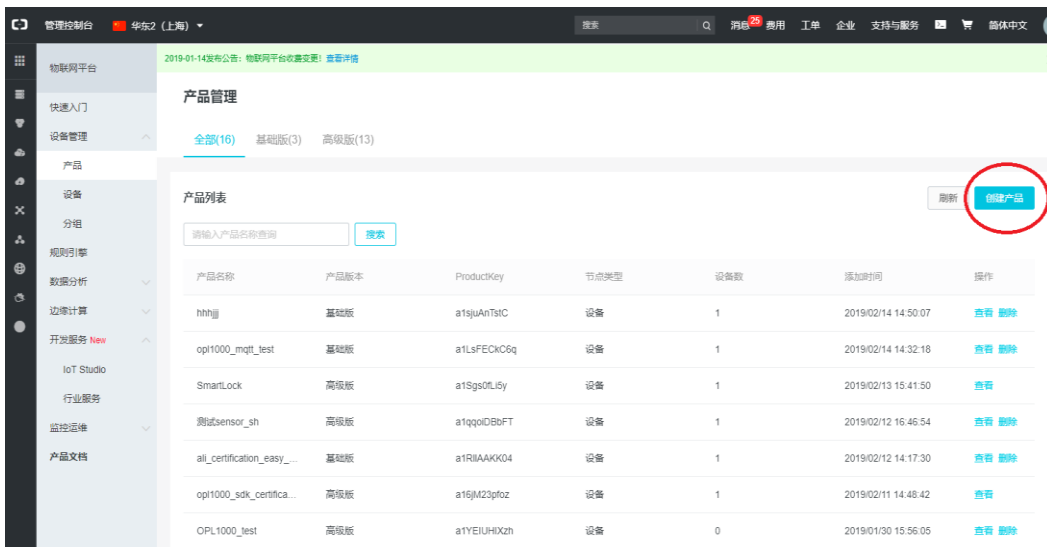 管理控制台 华东2（上海） 搜索 消息 25 费用 工单 企业 支持与服务 简体中文
物联网平台
快速入门
设备管理
产品
设备
分组
规则引擎
数据分析
边缘计算
开发服务 New
IoT Studio
行业服务
监控运维
产品文档
2019-01-14发布公告：物联网平台收费变更！查看详情
产品管理
全部(16) 基础版(3) 高级版(13)
产品列表 刷新 创建产品
请输入产品名称查询 搜索
产品名称 产品版本 ProductKey 节点类型 设备数 添加时间 操作
hhhjjj 基础版 a1sjuAnTstC 设备 1 2019/02/14 14:50:07 查看 删除
opl1000_mqtt_test 基础版 a1LsFECkC6q 设备 1 2019/02/14 14:32:18 查看 删除
SmartLock 高级版 a1Sgs0fLi5y 设备 1 2019/02/13 15:41:50 查看
测试sensor_sh 高级版 a1qqoiDBbFT 设备 1 2019/02/12 16:46:54 查看 删除
ali_certification_easy_... 基础版 a1RIIAAKK04 设备 1 2019/02/12 14:17:30 查看 删除
opl1000_sdk_certifica... 高级版 a16jM23pfoz 设备 1 2019/02/11 14:48:42 查看
OPL1000_test 高级版 a1YEIUHIXzh 设备 0 2019/01/30 15:56:05 查看 删除